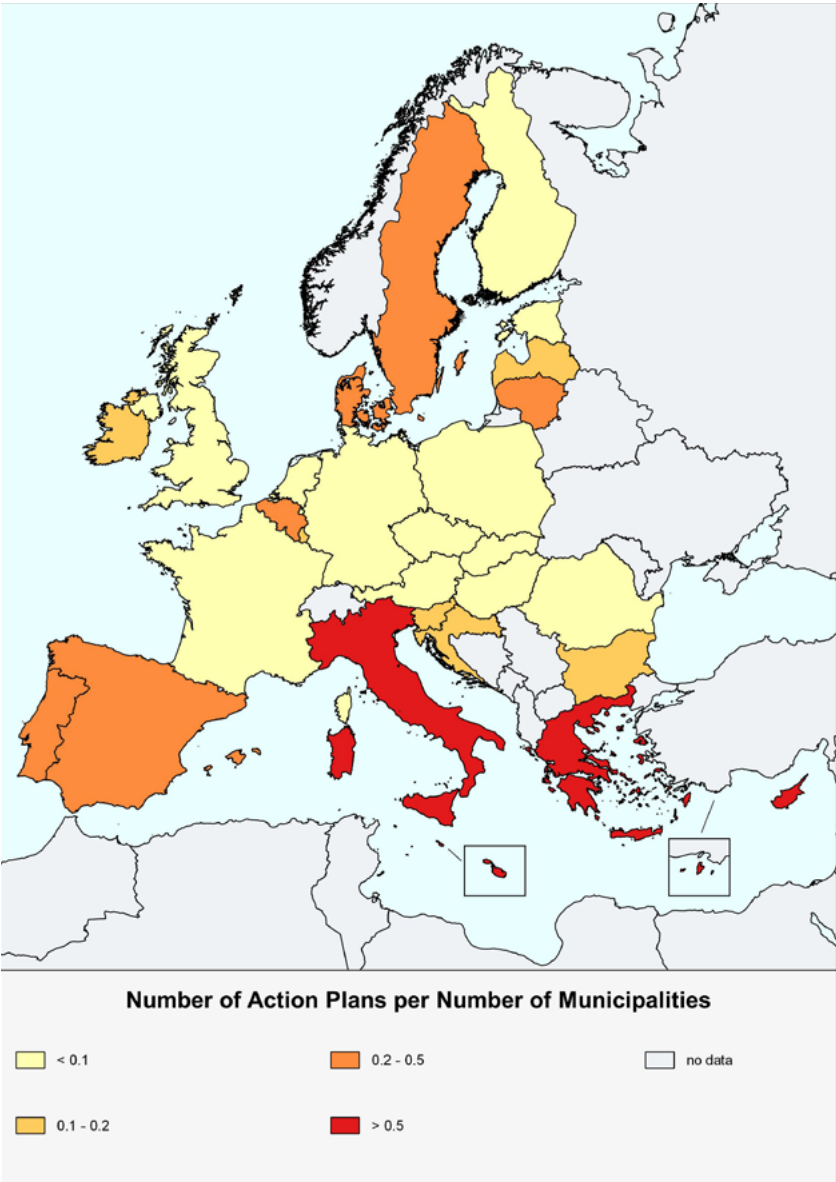 Number of Action Plans per Number of Municipalities
< 0.1
0.2 - 0.5
no data
0.1 - 0.2
> 0.5